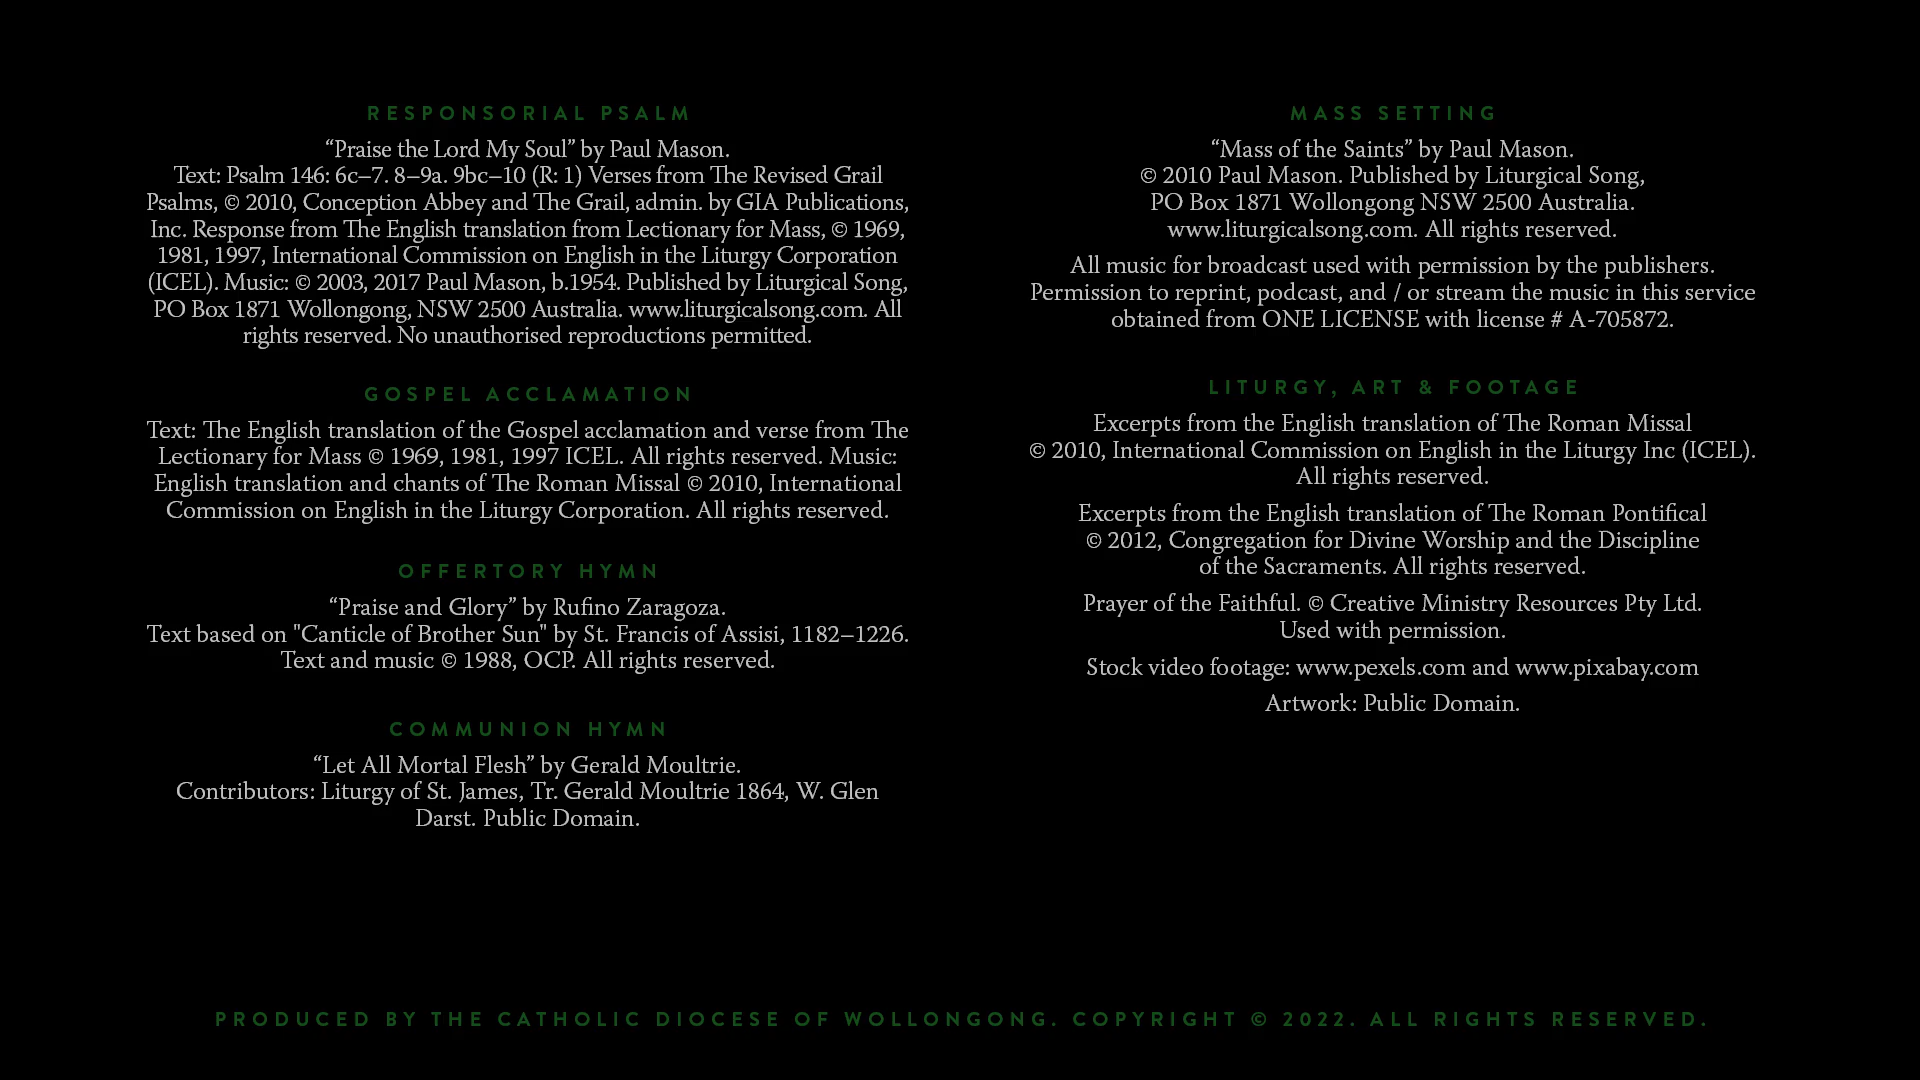 RESPONSORIAL PSALM
“Praise the Lord My Soul” by Paul Mason.
Text: Psalm 146: 6c–7. 8–9a. 9bc–10 (R: 1) Verses from The Revised Grail
Psalms, © 2010, Conception Abbey and The Grail, admin. by GIA Publications,
Inc. Response from The English translation from Lectionary for Mass, © 1969,
1981, 1997, International Commission on English in the Liturgy Corporation
(ICEL). Music: © 2003, 2017 Paul Mason, b.1954. Published by Liturgical Song,
PO Box 1871 Wollongong, NSW 2500 Australia. www.liturgicalsong.com. All
rights reserved. No unauthorised reproductions permitted.
GOSPEL ACCLAMATION
Text: The English translation of the Gospel acclamation and verse from The
Lectionary for Mass © 1969, 1981, 1997 ICEL. All rights reserved. Music:
English translation and chants of The Roman Missal © 2010, International
Commission on English in the Liturgy Corporation. All rights reserved.
OFFERTORY HYMN
“Praise and Glory” by Rufino Zaragoza.
Text based on "Canticle of Brother Sun" by St. Francis of Assisi, 1182–1226.
Text and music © 1988, OCP. All rights reserved.
COMMUNION HYMN
“Let All Mortal Flesh” by Gerald Moultrie.
Contributors: Liturgy of St. James, Tr. Gerald Moultrie 1864, W. Glen
Darst. Public Domain.
MASS SETTING
“Mass of the Saints” by Paul Mason.
© 2010 Paul Mason. Published by Liturgical Song,
PO Box 1871 Wollongong NSW 2500 Australia.
www.liturgicalsong.com. All rights reserved.
All music for broadcast used with permission by the publishers.
Permission to reprint, podcast, and / or stream the music in this service
obtained from ONE LICENSE with license # A-705872.
LITURGY, ART & FOOTAGE
Excerpts from the English translation of The Roman Missal
© 2010, International Commission on English in the Liturgy Inc (ICEL).
All rights reserved.
Excerpts from the English translation of The Roman Pontifical
© 2012, Congregation for Divine Worship and the Discipline
of the Sacraments. All rights reserved.
Prayer of the Faithful. © Creative Ministry Resources Pty Ltd.
Used with permission.
Stock video footage: www.pexels.com and www.pixabay.com
Artwork: Public Domain.
PRODUCED BY THE CATHOLIC DIOCESE OF WOLLONGONG. COPYRIGHT © 2022. ALL RIGHTS RESERVED.